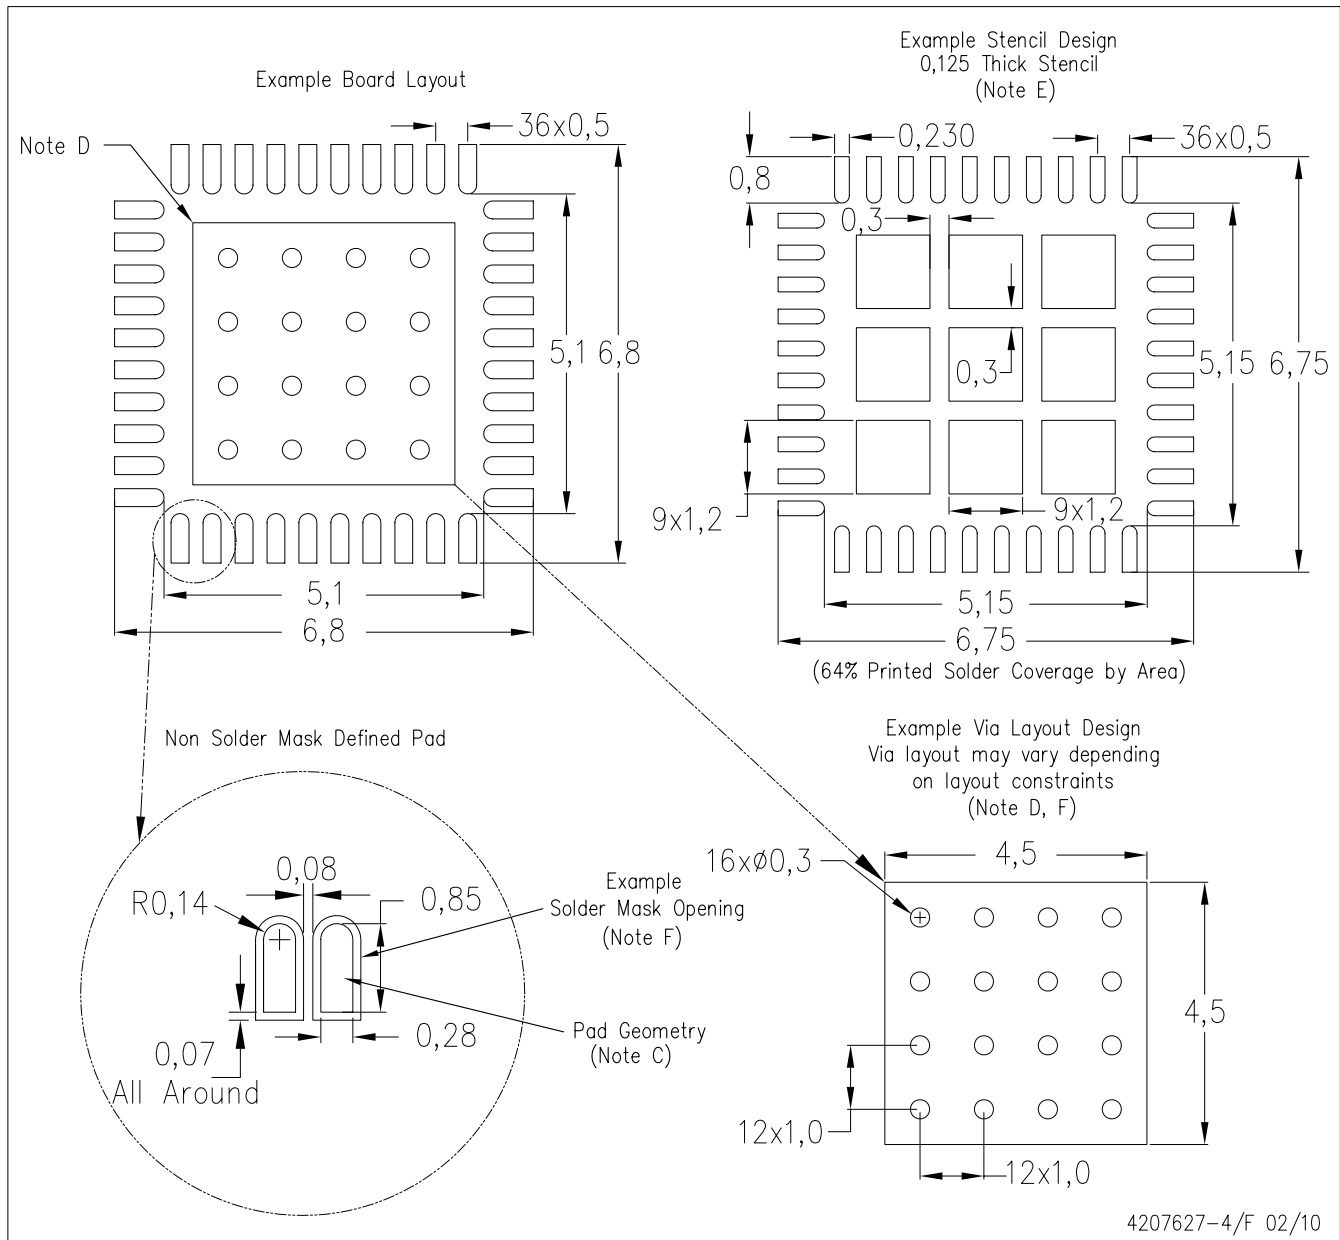 Example Board Layout
Note D
36x0,5
5,1
6,8
5,1
6,8
Example Stencil Design
0,125 Thick Stencil
(Note E)
0,230
36x0,5
0,8
0,3
0,3
5,15
6,75
9x1,2
9x1,2
5,15
6,75
(64% Printed Solder Coverage by Area)
Non Solder Mask Defined Pad
0,08
R0,14
0,85
Example
Solder Mask Opening
(Note F)
0,07
All Around
0,28
Pad Geometry
(Note C)
Example Via Layout Design
Via layout may vary depending
on layout constraints
(Note D, F)
16xø0,3
4,5
4,5
12x1,0
12x1,0
4207627-4/F 02/10